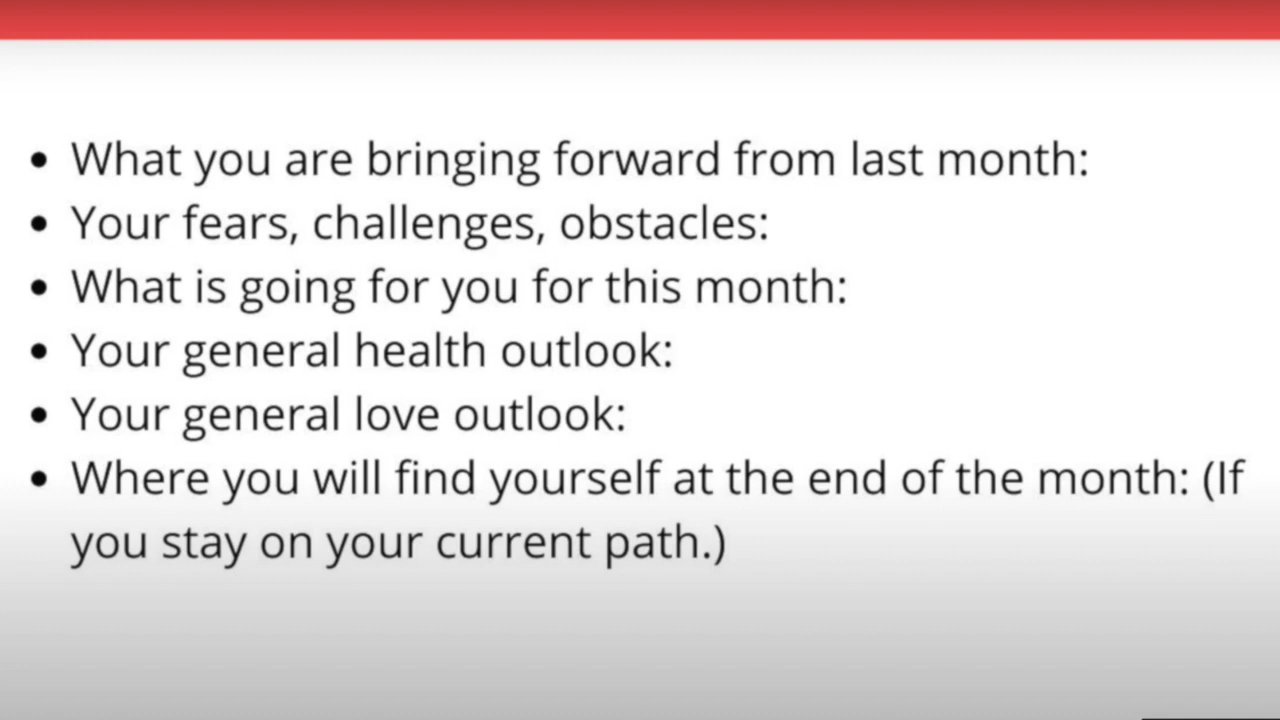 • What you are bringing forward from last month:
• Your fears, challenges, obstacles:
• What is going for you for this month:
• Your general health outlook:
• Your general love outlook:
• Where you will find yourself at the end of the month: (If
you stay on your current path.)